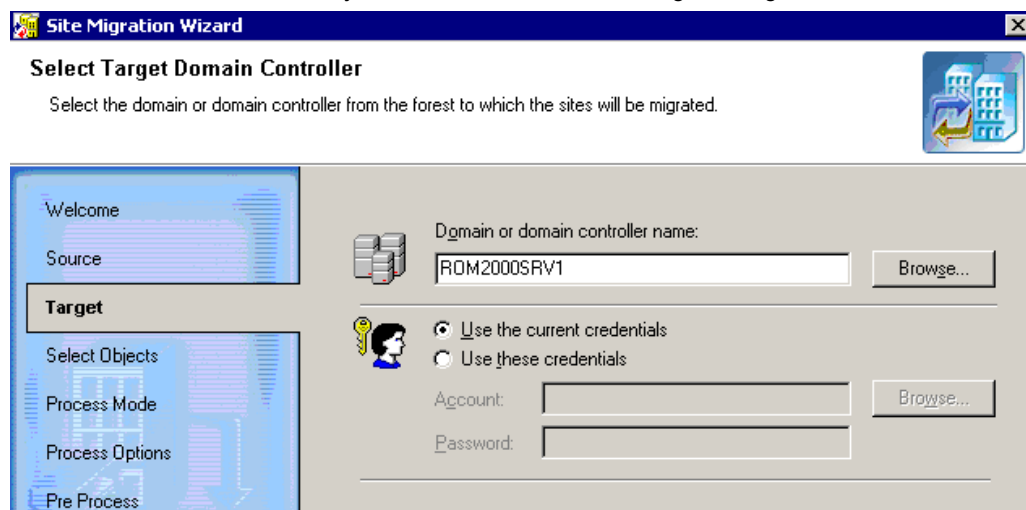 Site Migration Wizard
Select Target Domain Controller
Select the domain or domain controller from the forest to which the sites will be migrated.
Welcome
Source
Target
Select Objects
Process Mode
Process Options
Pre Process
Domain or domain controller name:
ROM2000SRV1
Browse...
Use the current credentials
Use these credentials
Account:
Browse...
Password: